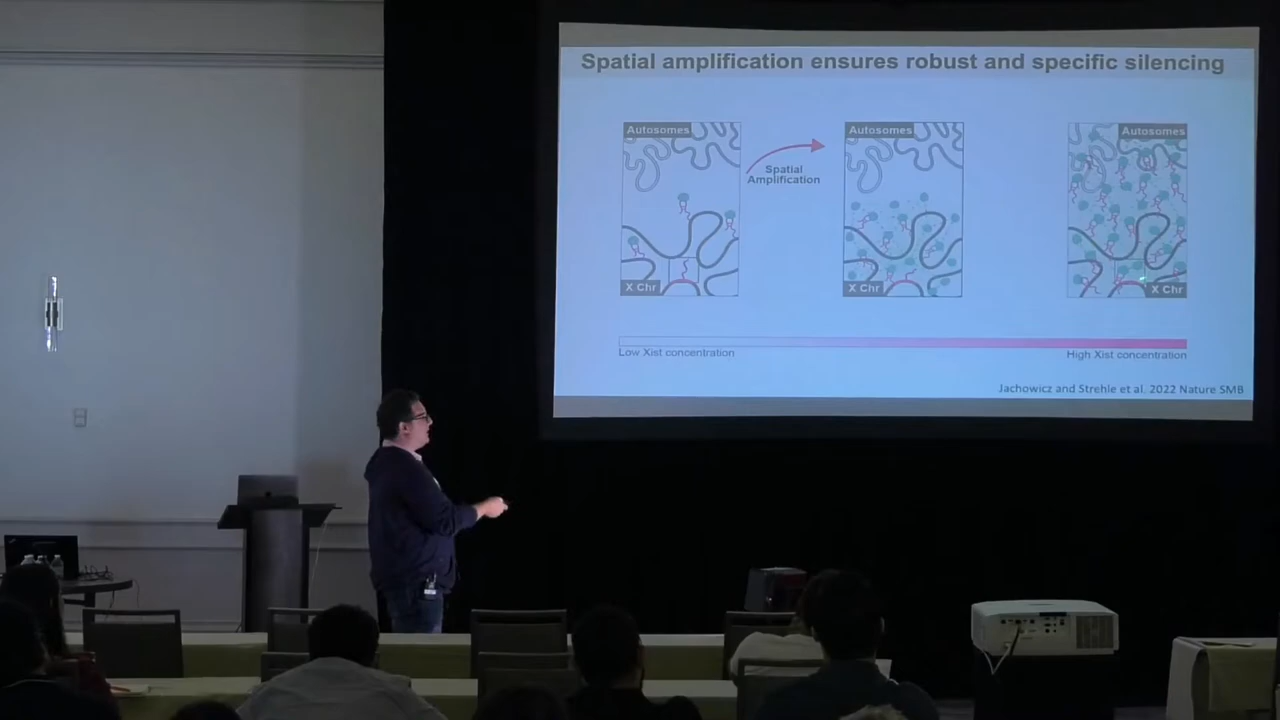 Spatial amplification ensures robust and specific silencing
Autosomes
Spatial
Amplification
Autosomes
Autosomes
X Chr
X Chr
X Chr
Low Xist concentration
High Xist concentration
Jachowicz and Strehle et al. 2022 Nature SMB